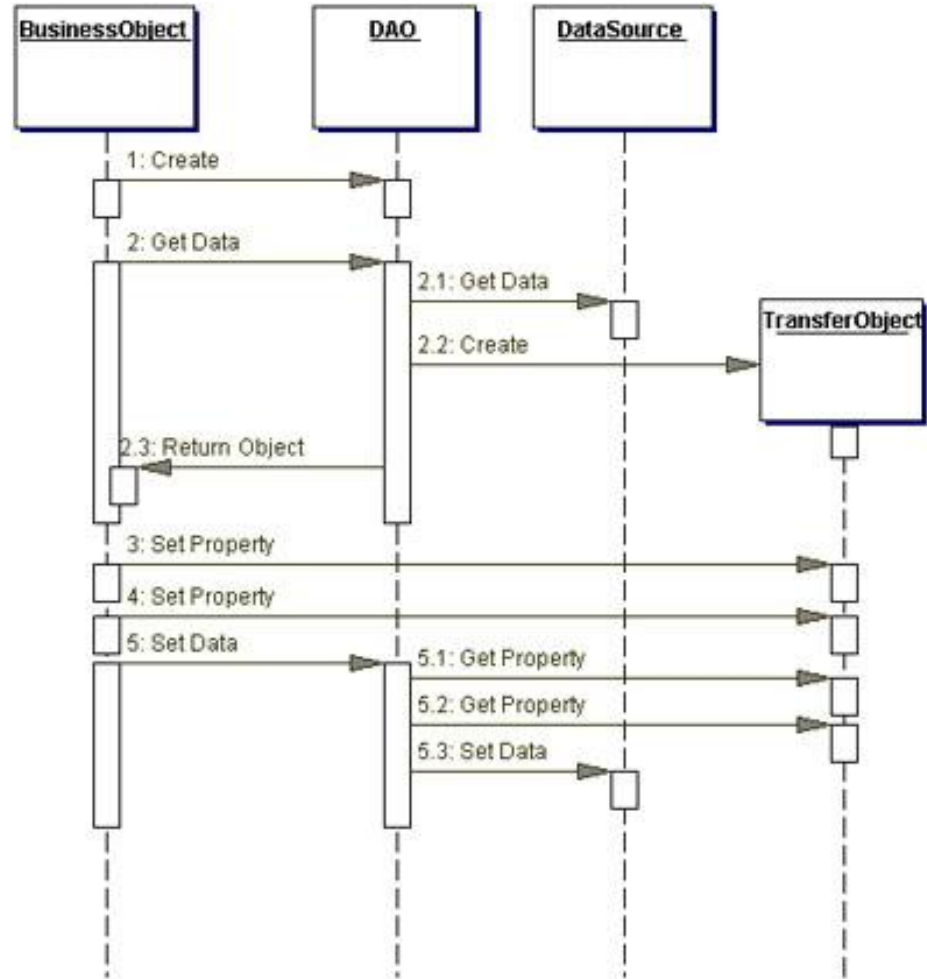 BusinessObject
DAO
DataSource
1: Create
2: Get Data
2.1: Get Data
TransferObject
2.2: Create
2.3: Return Object
3: Set Property
4: Set Property
5: Set Data
5.1: Get Property
5.2: Get Property
5.3: Set Data